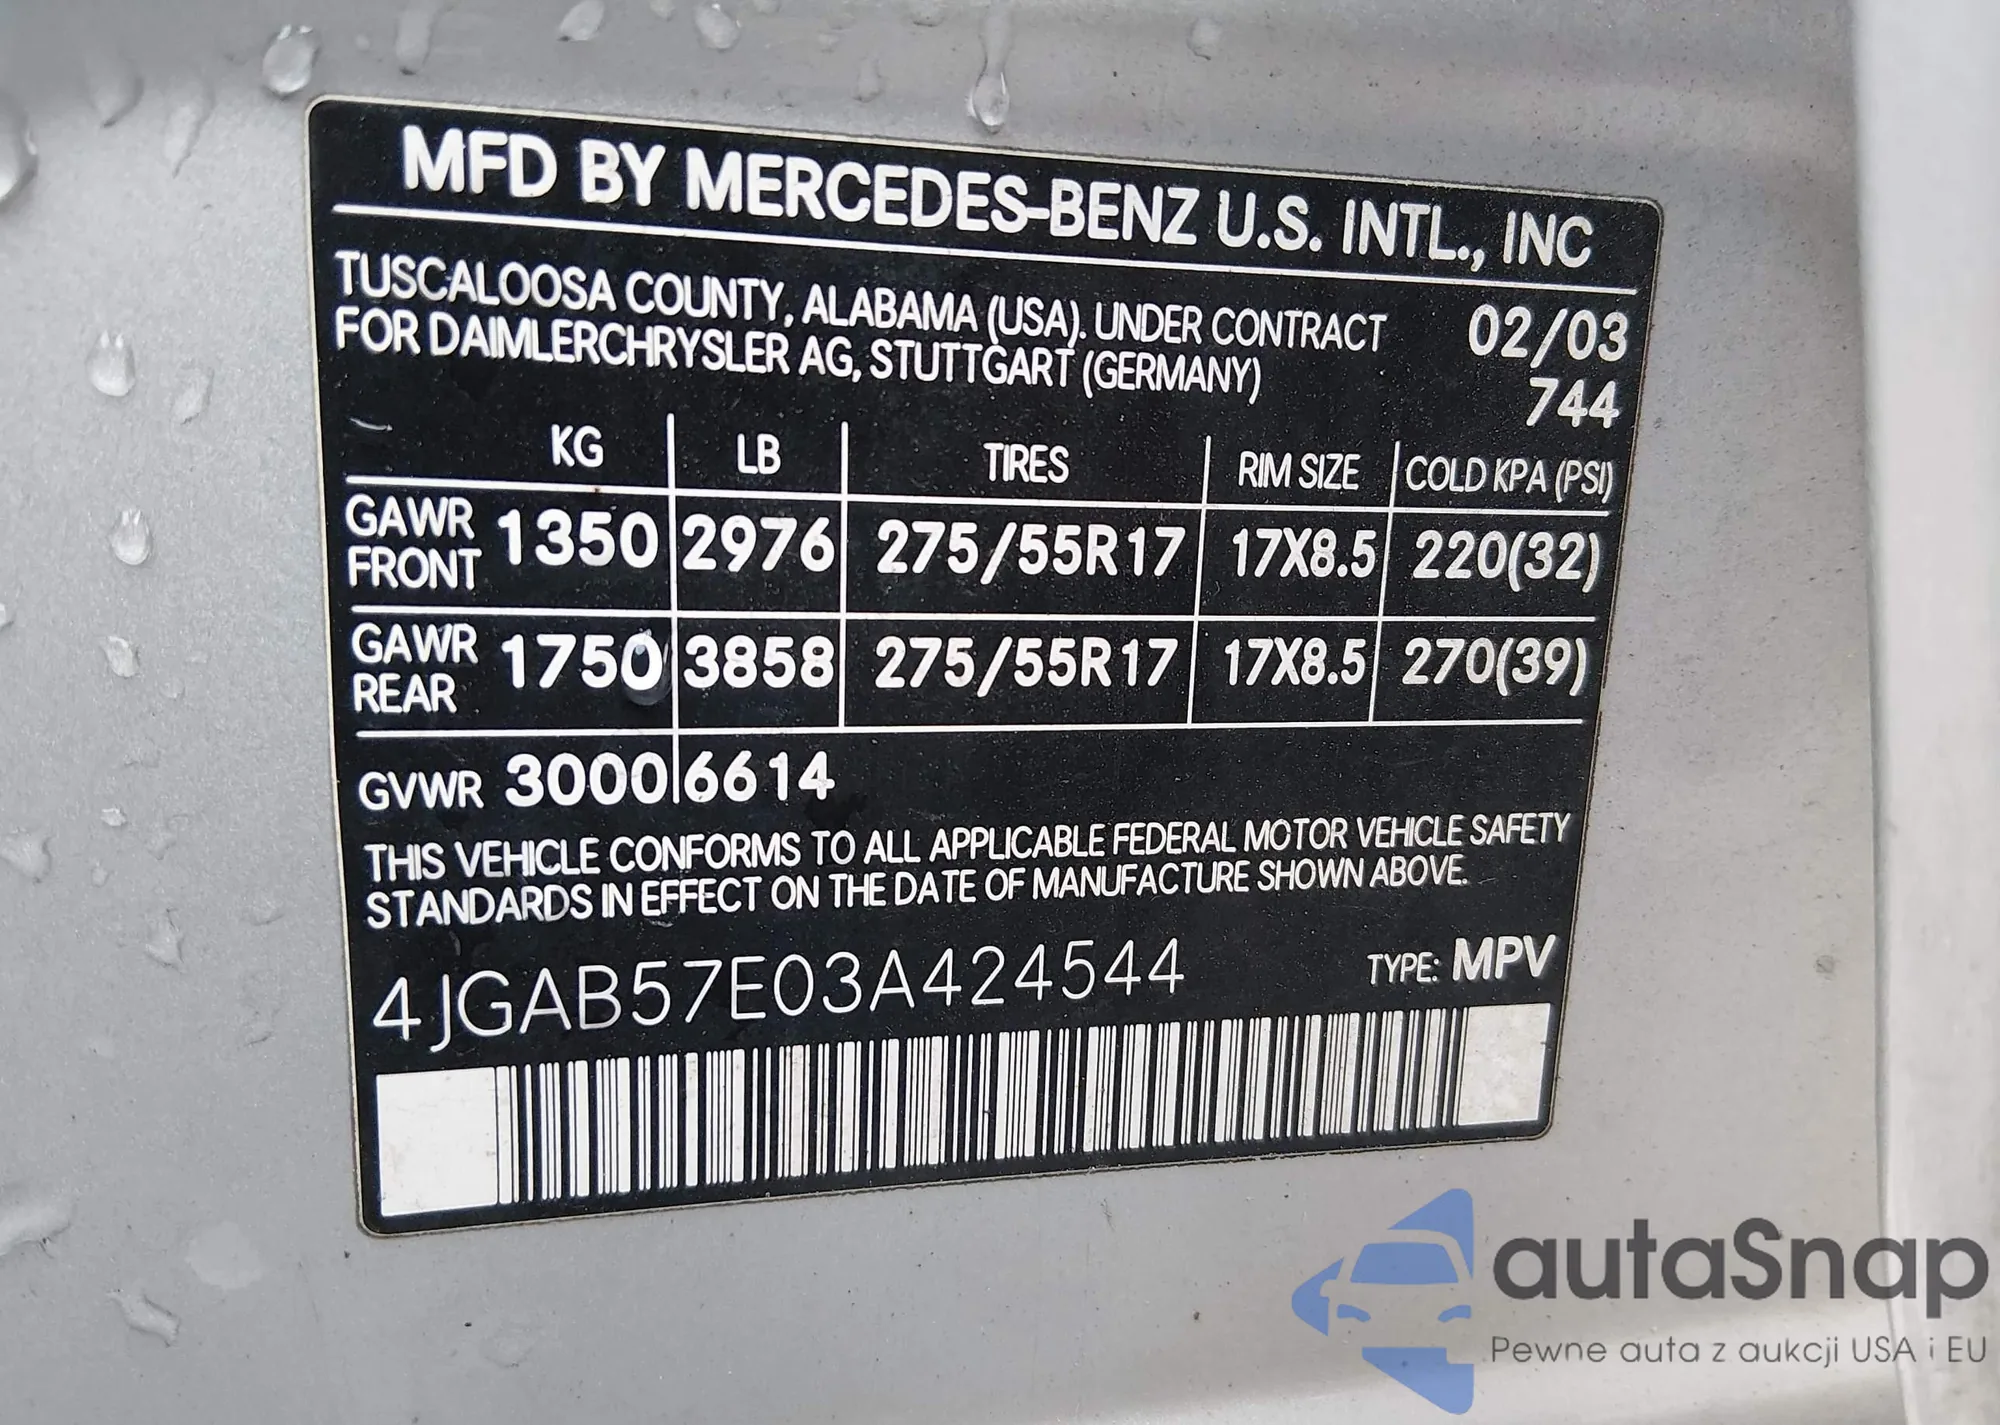 MFD BY MERCEDES-BENZ U.S. INTL., INC
TUSCALOOSA COUNTY, ALABAMA (USA). UNDER CONTRACT
FOR DAIMLERCHRYSLER AG, STUTTGART (GERMANY)
02/03
744
KG LB TIRES RIM SIZE COLD KPA (PSI)
GAWR FRONT 1350 2976 275/55R17 17X8.5 220(32)
GAWR REAR 1750 3858 275/55R17 17X8.5 270(39)
GVWR 3000 6614
THIS VEHICLE CONFORMS TO ALL APPLICABLE FEDERAL MOTOR VEHICLE SAFETY
STANDARDS IN EFFECT ON THE DATE OF MANUFACTURE SHOWN ABOVE.
4JGAB57E03A424544 TYPE: MPV
autaSnap
Pewne auta z aukcji USA i EU